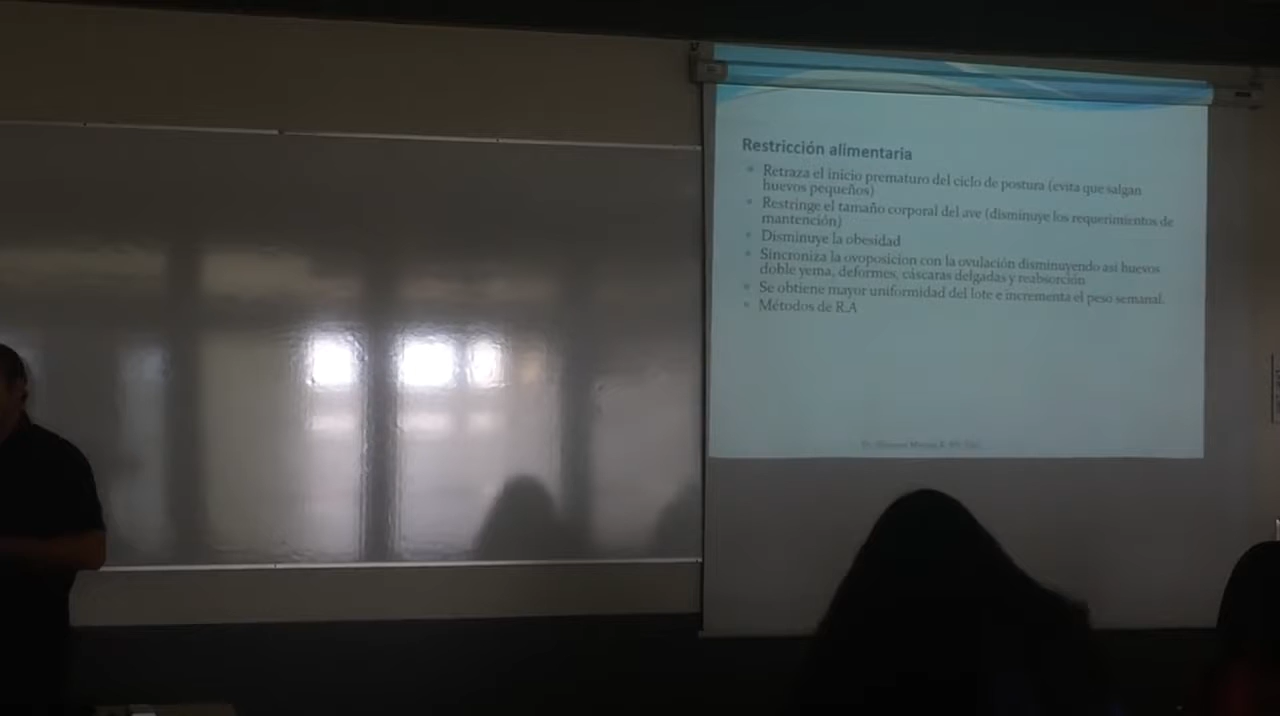 Restricción alimentaria
Retraza el inicio prematuro del ciclo de postura (evita que salgan
huevos pequeños)
Restringe el tamaño corporal del ave (disminuye los requerimientos de
mantención)
Disminuye la obesidad
Sincroniza la ovoposicion con la ovulación disminuyendo asi huevos
doble yema, deformes, cáscaras delgadas y reabsorción
Se obtiene mayor uniformidad del lote e incrementa el peso semanal.
Métodos de R.A